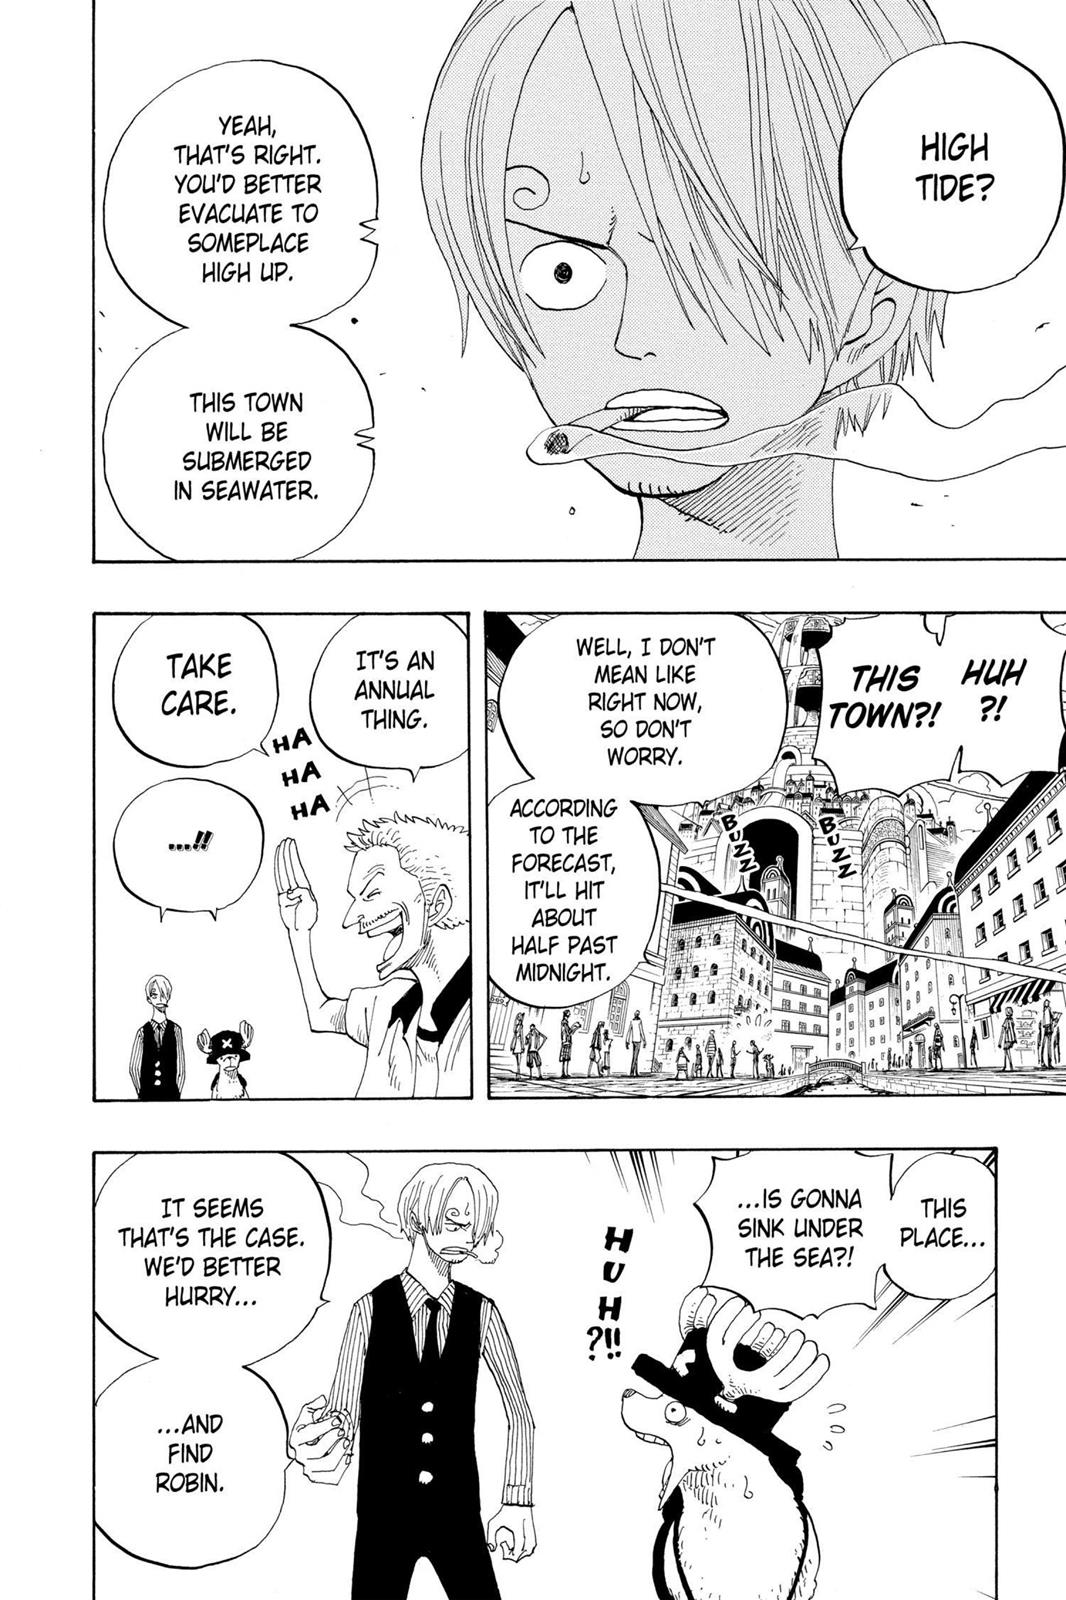 HIGH
TIDE?
YEAH,
THAT'S RIGHT.
YOU'D BETTER
EVACUATE TO
SOMEPLACE
HIGH UP.
THIS TOWN
WILL BE
SUBMERGED
IN SEAWATER.
HUH
?!
THIS
TOWN?!
WELL, I DON'T
MEAN LIKE
RIGHT NOW,
SO DON'T
WORRY.
ACCORDING
TO THE
FORECAST,
IT'LL HIT
ABOUT
HALF PAST
MIDNIGHT.
BUZZ
BUZZ
IT'S AN
ANNUAL
THING.
TAKE
CARE.
HA
HA
HA
...!!
THIS
PLACE...
...IS GONNA
SINK UNDER
THE SEA?!
HUH
?!!
IT SEEMS
THAT'S THE CASE.
WE'D BETTER
HURRY...
...AND
FIND
ROBIN.